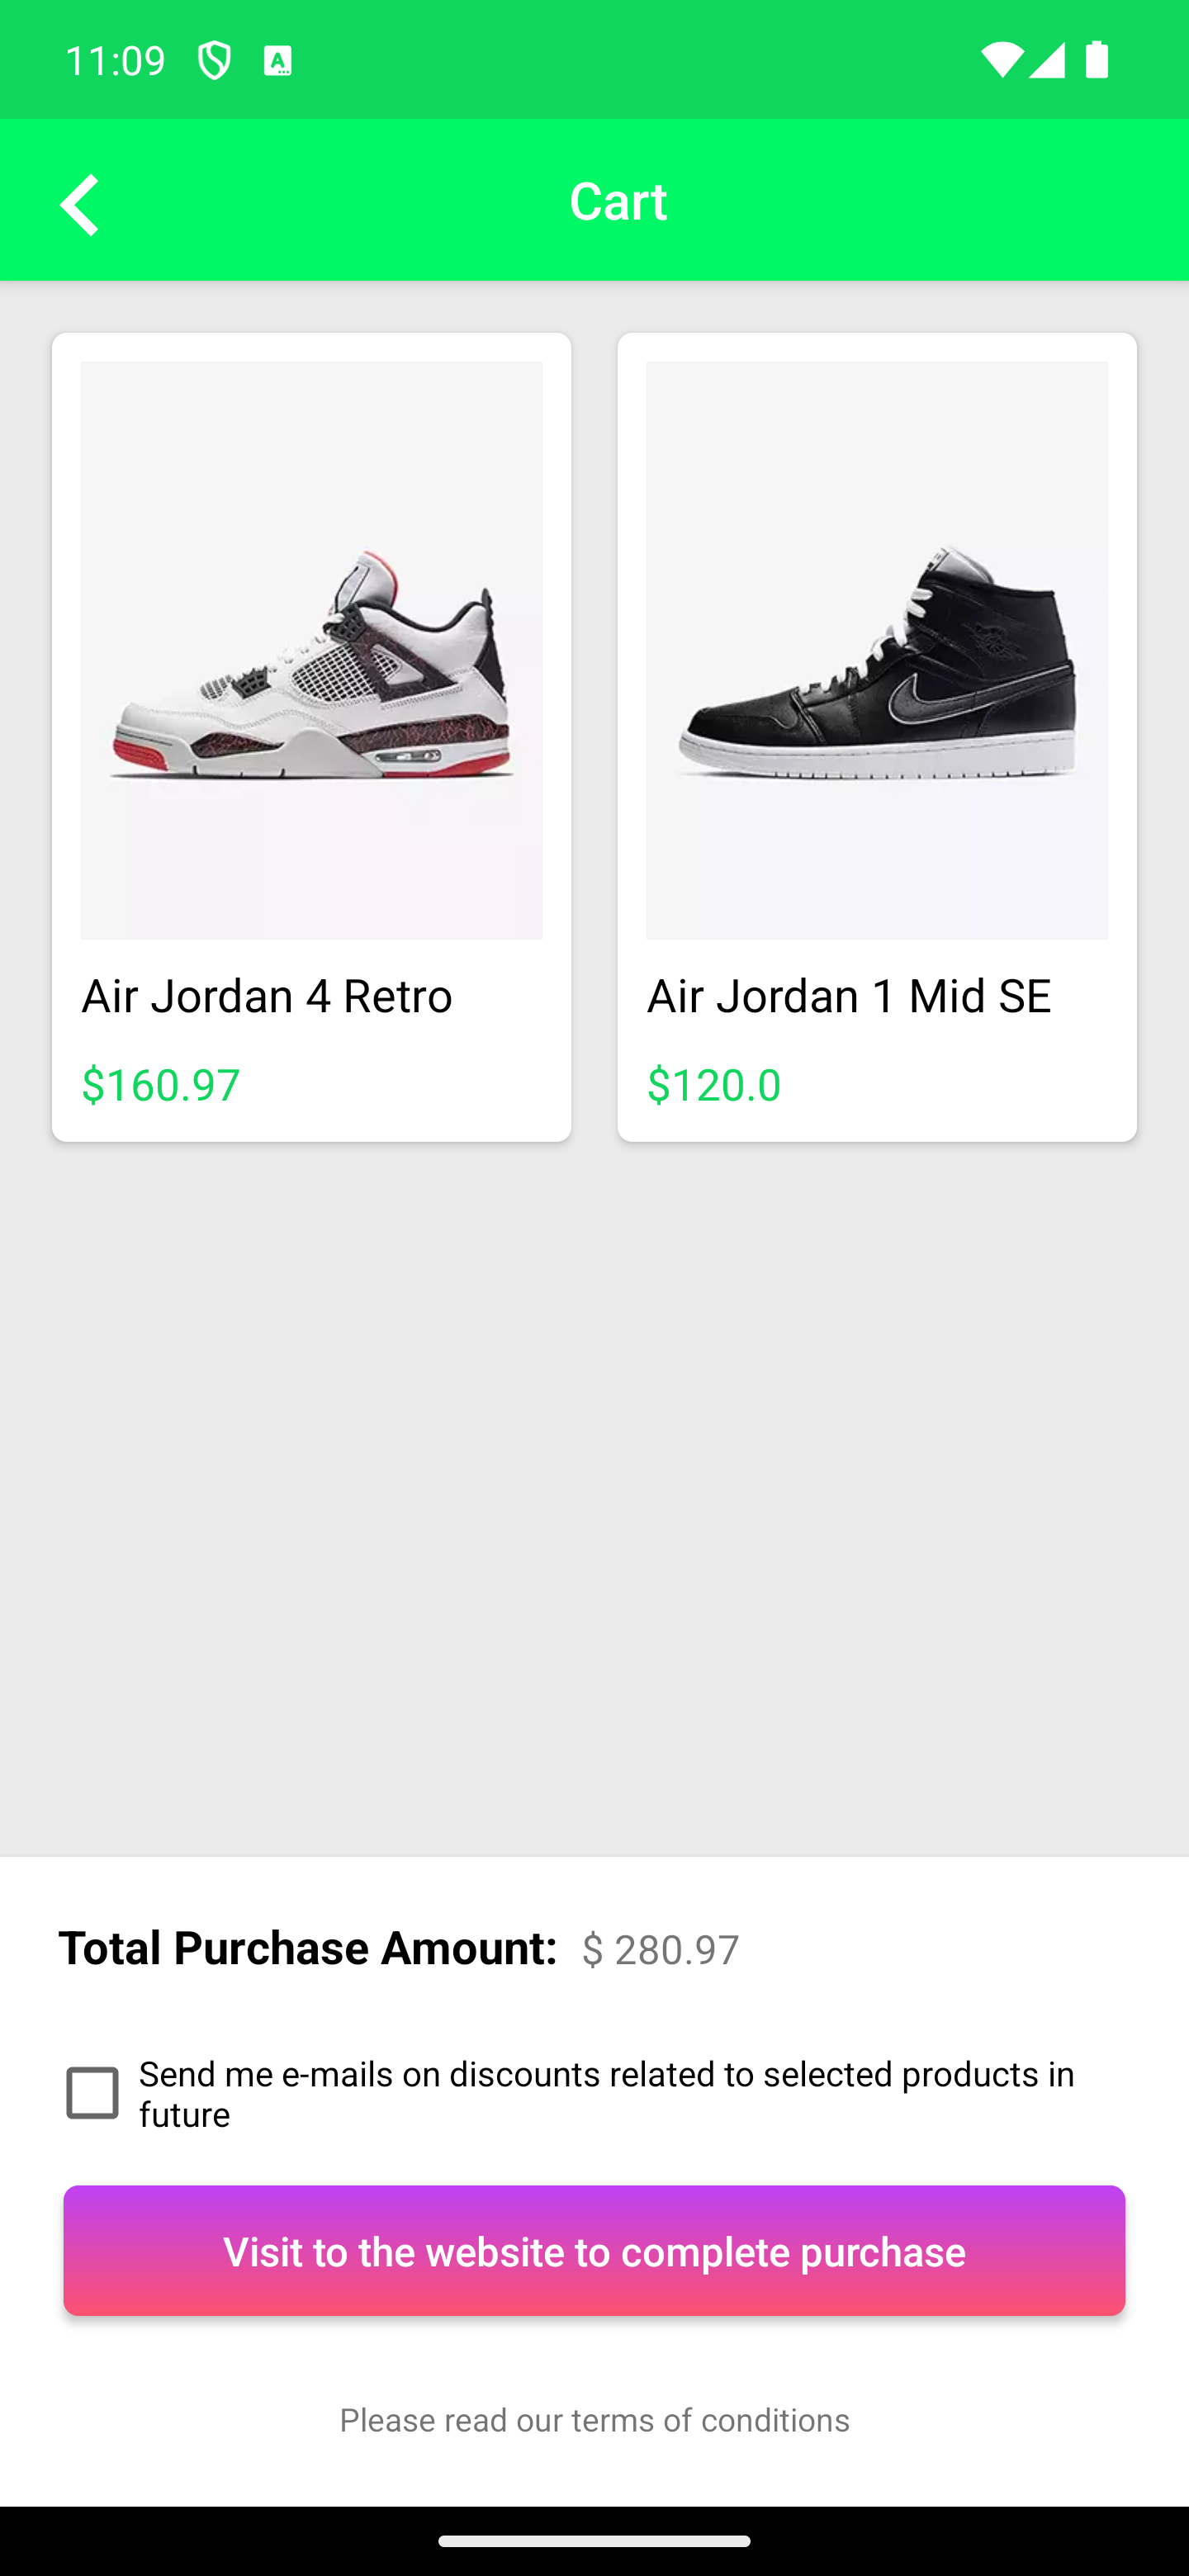 11:09
A
Cart
Air Jordan 4 Retro
$160.97
Air Jordan 1 Mid SE
$120.0
Total Purchase Amount: $ 280.97
Send me e-mails on discounts related to selected products in
future
Visit to the website to complete purchase
Please read our terms of conditions